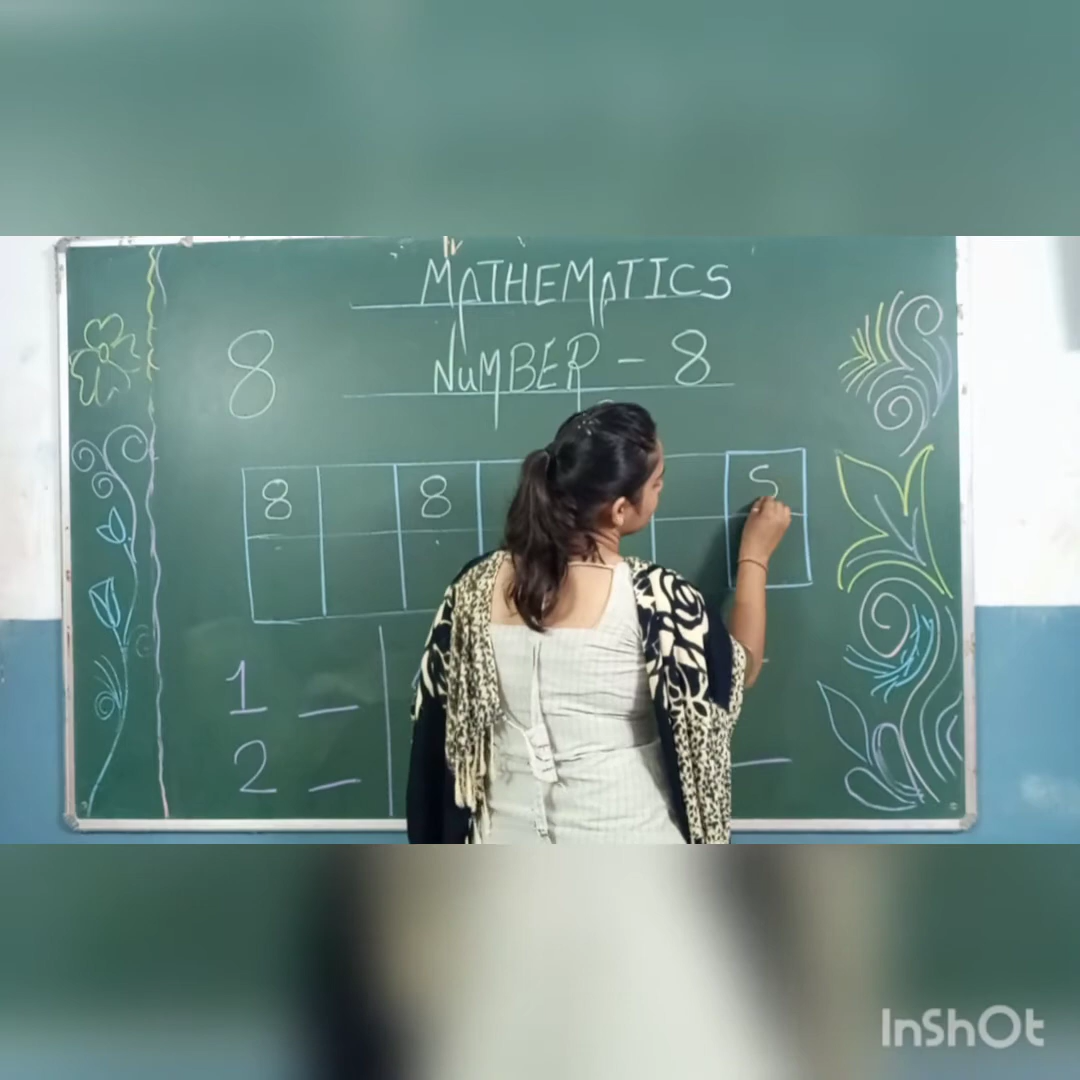 MATHEMATICS
8 NuMBER - 8
8 8 S
1 _
2 _
InShOt